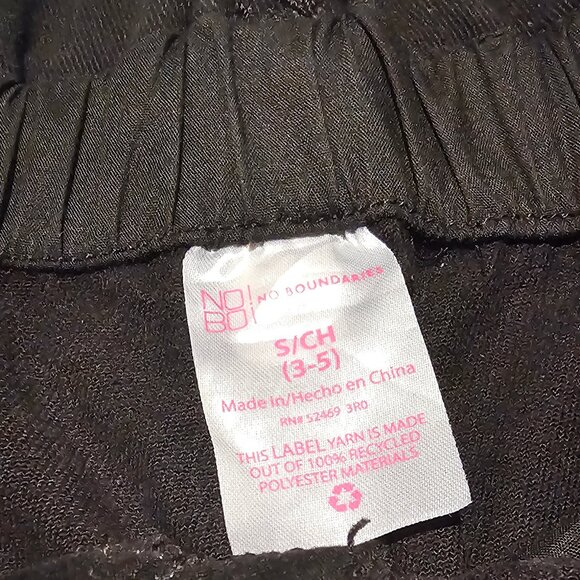 NO!
BO!
NO BOUNDARIES
S/CH
(3-5)
Made in/Hecho en China
RN# 52469 3R0
THIS LABEL YARN IS MADE
OUT OF 100% RECYCLED
POLYESTER MATERIALS